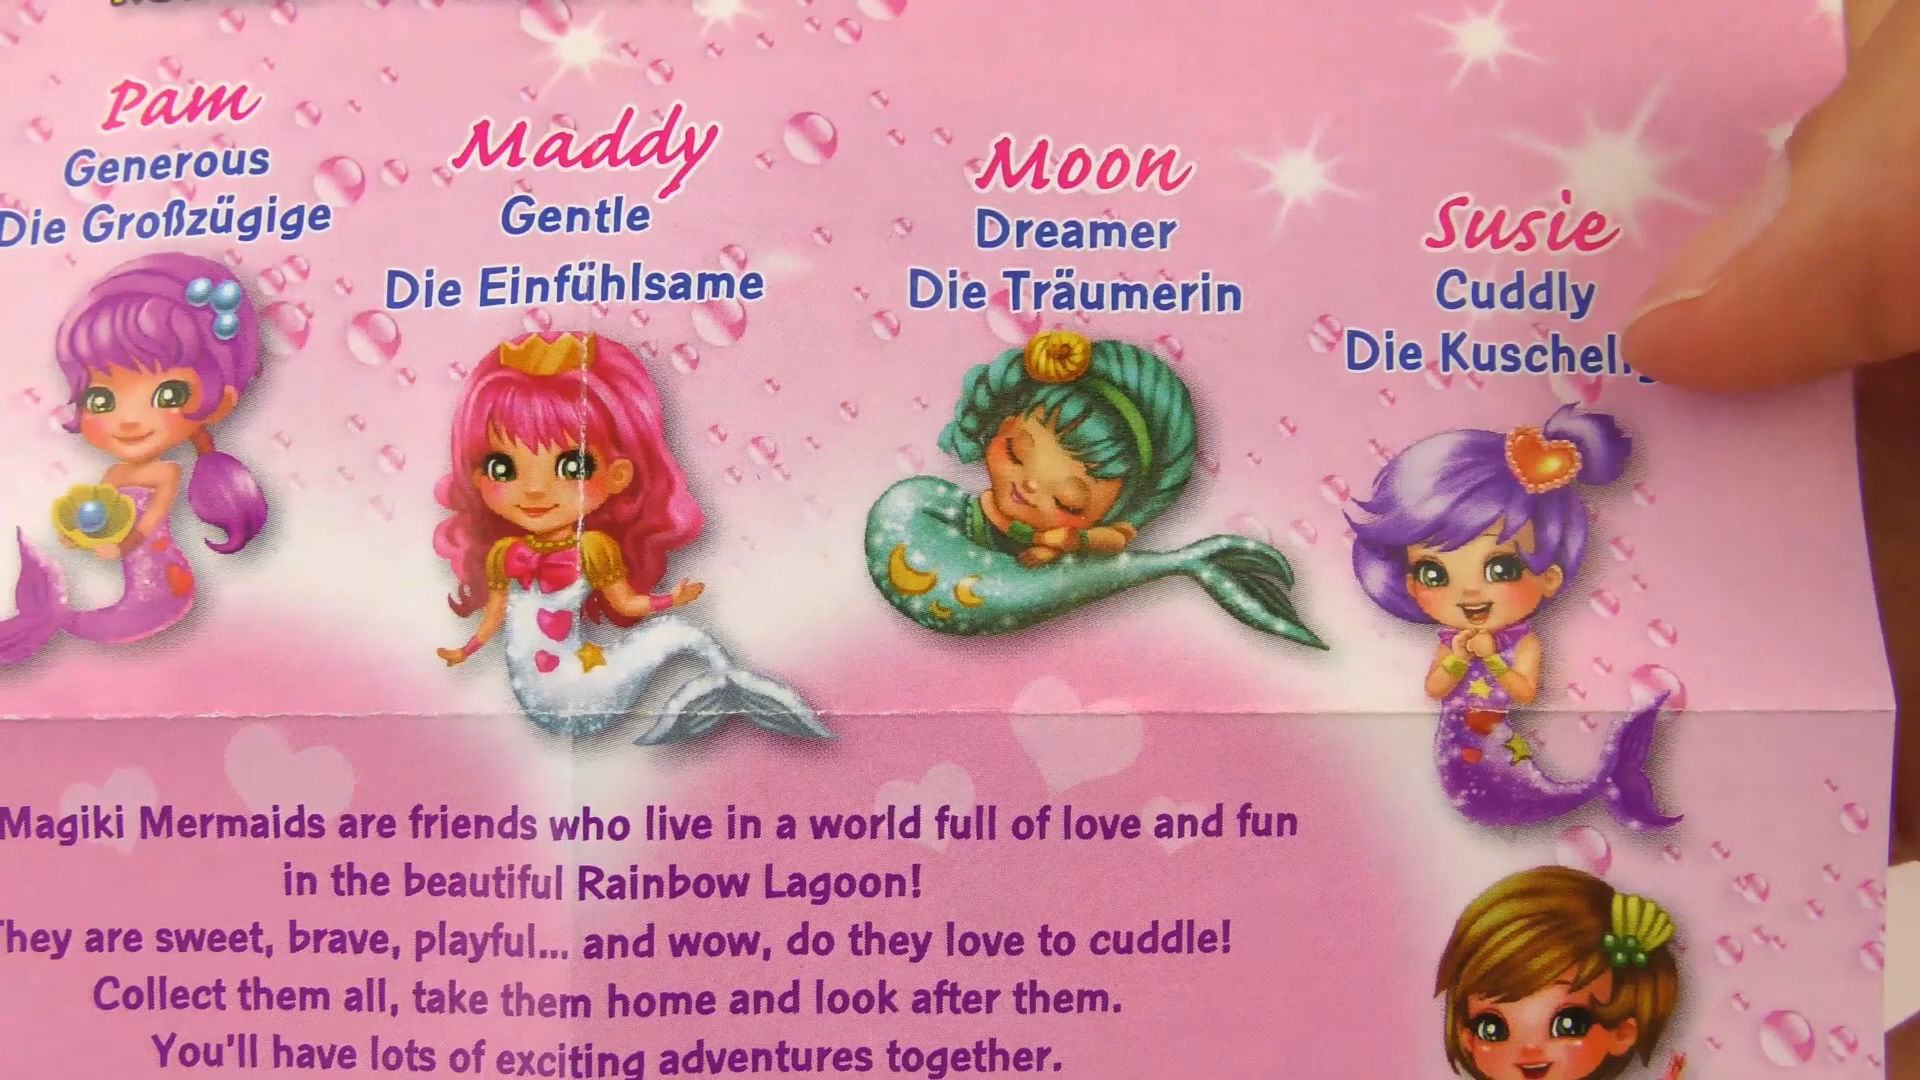 Pam
Generous
Die Großzügige
Maddy
Gentle
Die Einfühlsame
Moon
Dreamer
Die Träumerin
Susie
Cuddly
Die
Magiki Mermaids are friends who live in a world full of love and fun
in the beautiful Rainbow Lagoon!
They are sweet, brave, playful... and wow, do they love to cuddle!
Collect them all, take them home and look after them.
You'll have lots of exciting adventures together.